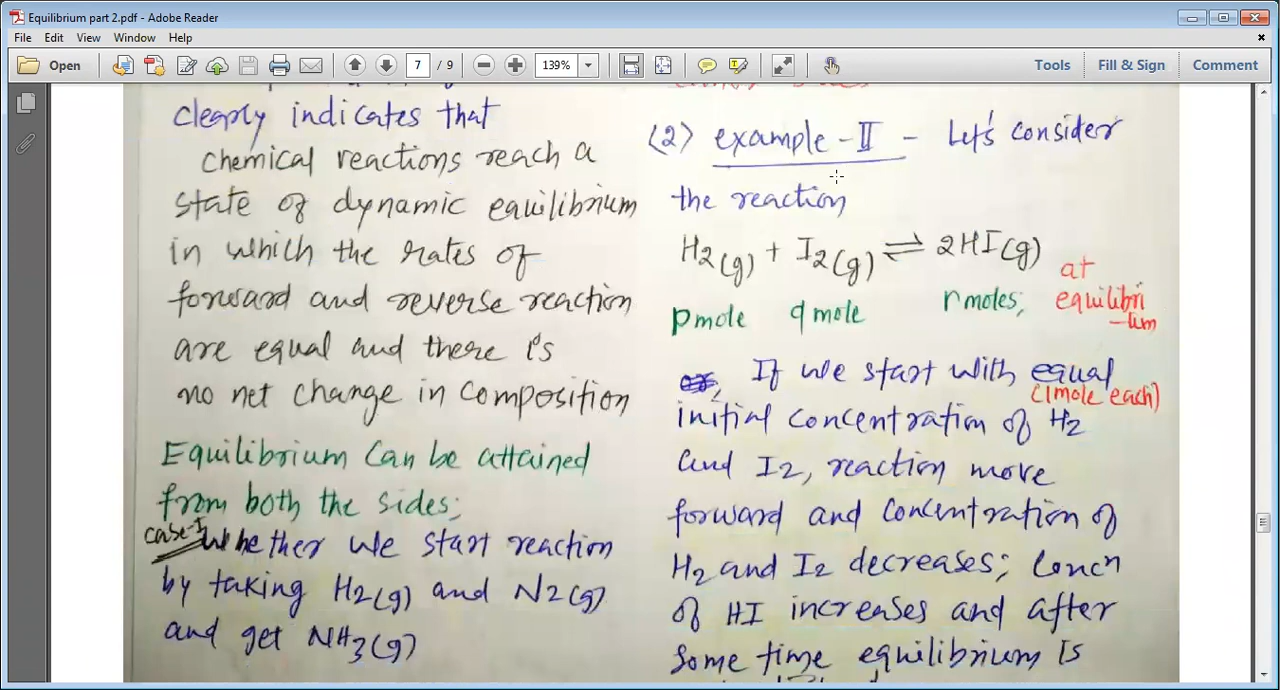 Equilibrium part 2.pdf - Adobe Reader
File Edit View Window Help
Open 7 / 9 139% Tools Fill & Sign Comment
clearly indicates that
chemical reactions reach a
state of dynamic equilibrium
in which the rates of
forward and reverse reaction
are equal and there is
no net change in composition
Equilibrium can be attained
from both the sides;
case-I Whether we start reaction
by taking H2(g) and N2(g)
and get NH3(g)
(2) example-II - Let's consider
the reaction
H2(g) + I2(g) ⇌ 2HI(g)
p mole q mole r moles; at equilibri-um
If we start with equal
(1mole each)
initial concentration of H2
and I2, reaction move
forward and concentration of
H2 and I2 decreases; concn
of HI increases and after
some time equilibrium is